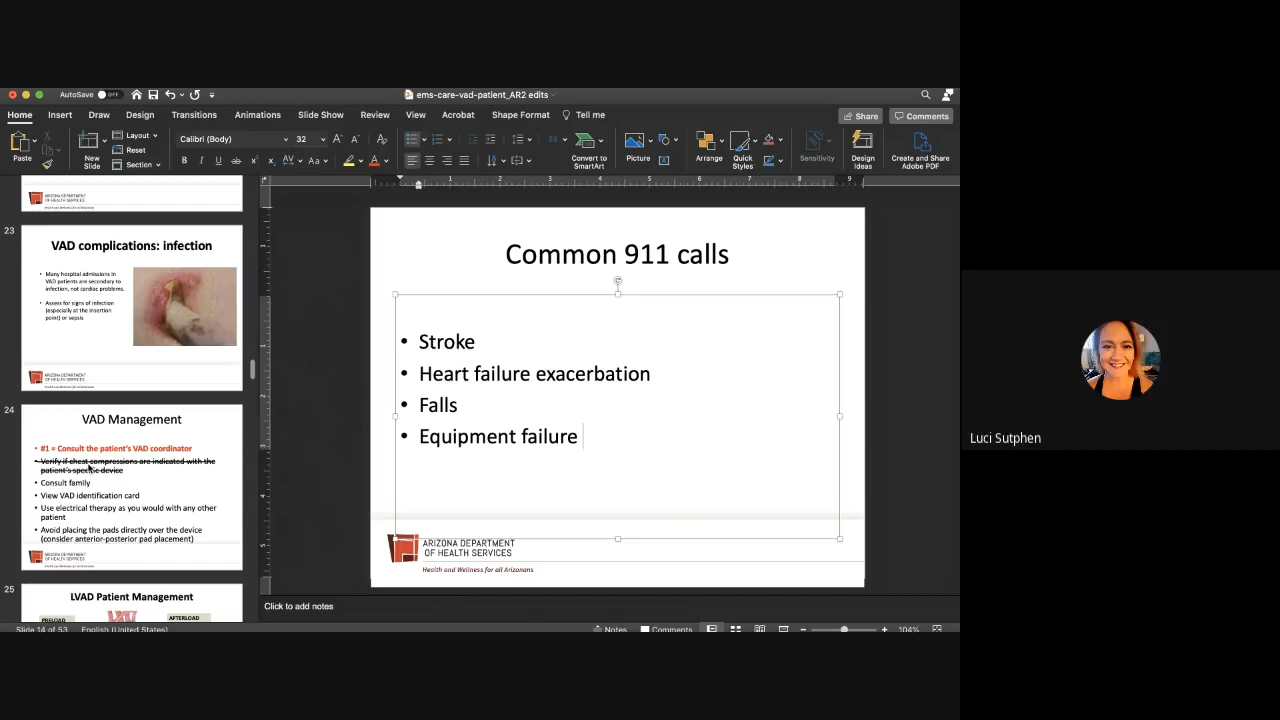 AutoSave OFF
ems-care-vad-patient_AR2 edits
Home Insert Draw Design Transitions Animations Slide Show Review View Acrobat Shape Format Tell me
Share Comments
Paste
New Slide
Layout
Reset
Section
Calibri (Body) 32
Convert to SmartArt
Picture
Arrange
Quick Styles
Sensitivity
Design Ideas
Create and Share Adobe PDF
ARIZONA DEPARTMENT
OF HEALTH SERVICES
23
VAD complications: infection
• Many hospital admissions in
VAD patients are secondary to
infection, not cardiac problems.
• Assess for signs of infection
(especially at the insertion
point) or sepsis
ARIZONA DEPARTMENT
OF HEALTH SERVICES
24
VAD Management
• #1 = Consult the patient's VAD coordinator
• Verify if chest compressions are indicated with the
patient's specific device
• Consult family
• View VAD identification card
• Use electrical therapy as you would with any other
patient
• Avoid placing the pads directly over the device
(consider anterior-posterior pad placement)
ARIZONA DEPARTMENT
OF HEALTH SERVICES
25
LVAD Patient Management
PRELOAD
AFTERLOAD
Common 911 calls
• Stroke
• Heart failure exacerbation
• Falls
• Equipment failure
ARIZONA DEPARTMENT
OF HEALTH SERVICES
Health and Wellness for all Arizonans
Click to add notes
Slide 14 of 53 English (United States)
Notes Comments 104%
Luci Sutphen